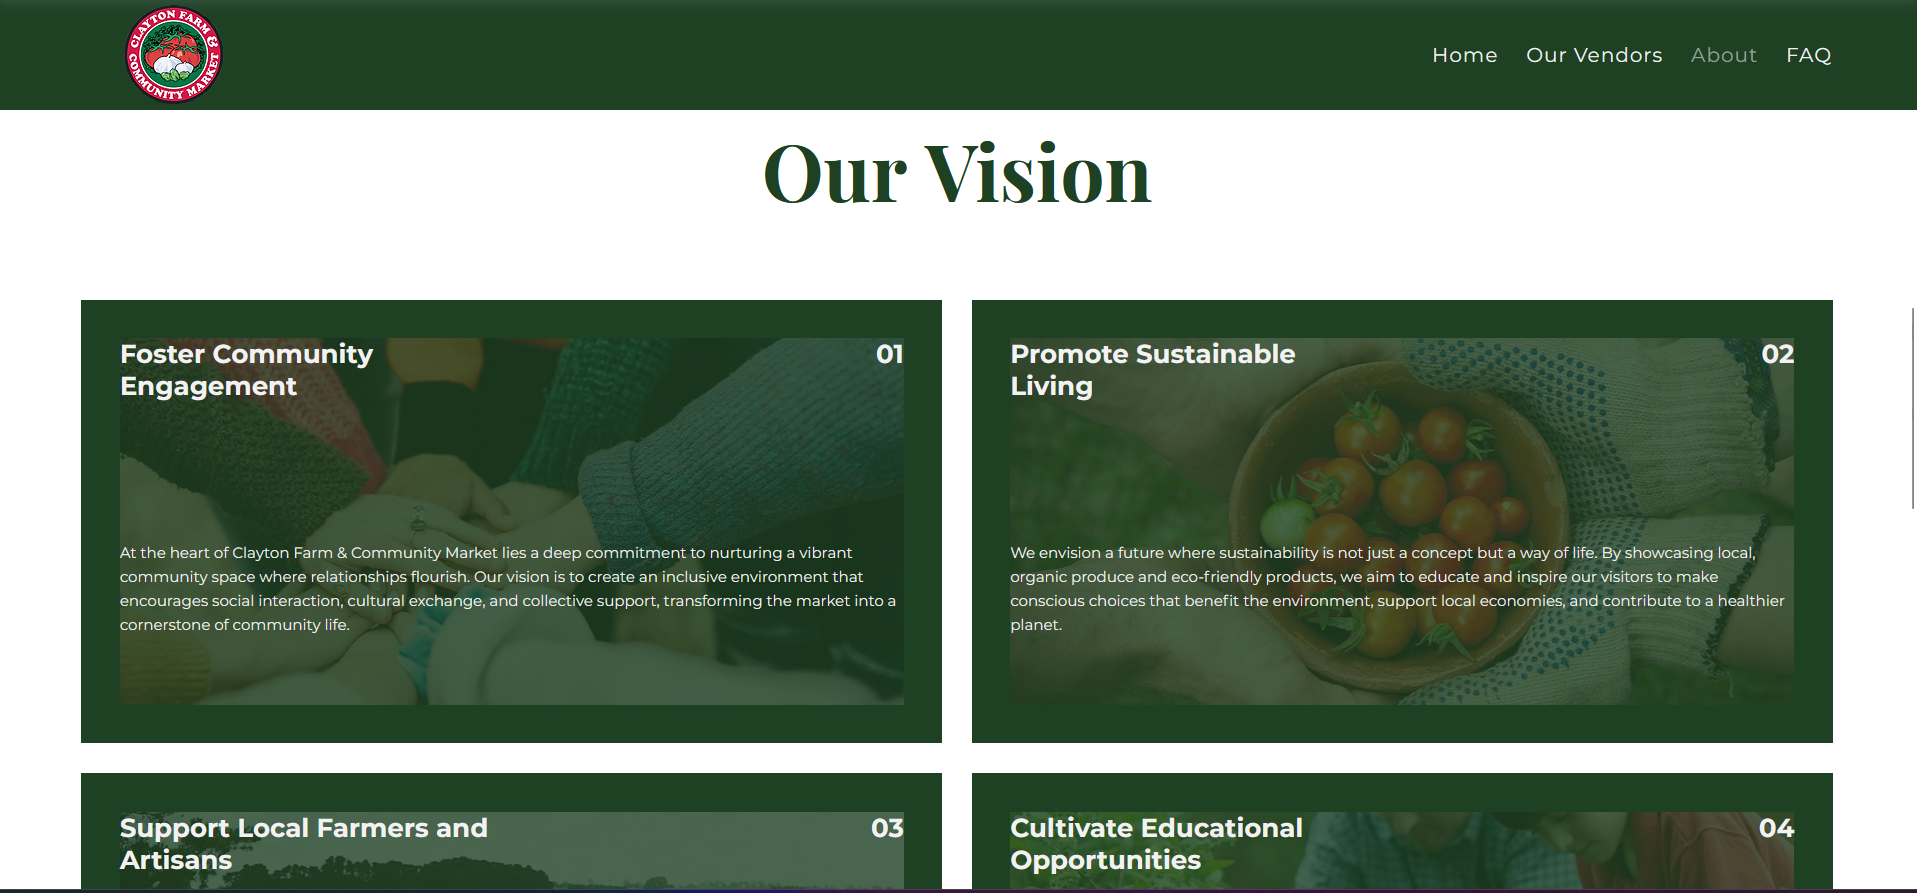 CLAYTON FARM &
COMMUNITY MARKET
Home
Our Vendors
About
FAQ
Our Vision
Foster Community
Engagement
01
At the heart of Clayton Farm & Community Market lies a deep commitment to nurturing a vibrant
community space where relationships flourish. Our vision is to create an inclusive environment that
encourages social interaction, cultural exchange, and collective support, transforming the market into a
cornerstone of community life.
Promote Sustainable
Living
02
We envision a future where sustainability is not just a concept but a way of life. By showcasing local,
organic produce and eco-friendly products, we aim to educate and inspire our visitors to make
conscious choices that benefit the environment, support local economies, and contribute to a healthier
planet.
Support Local Farmers and
Artisans
03
Cultivate Educational
Opportunities
04